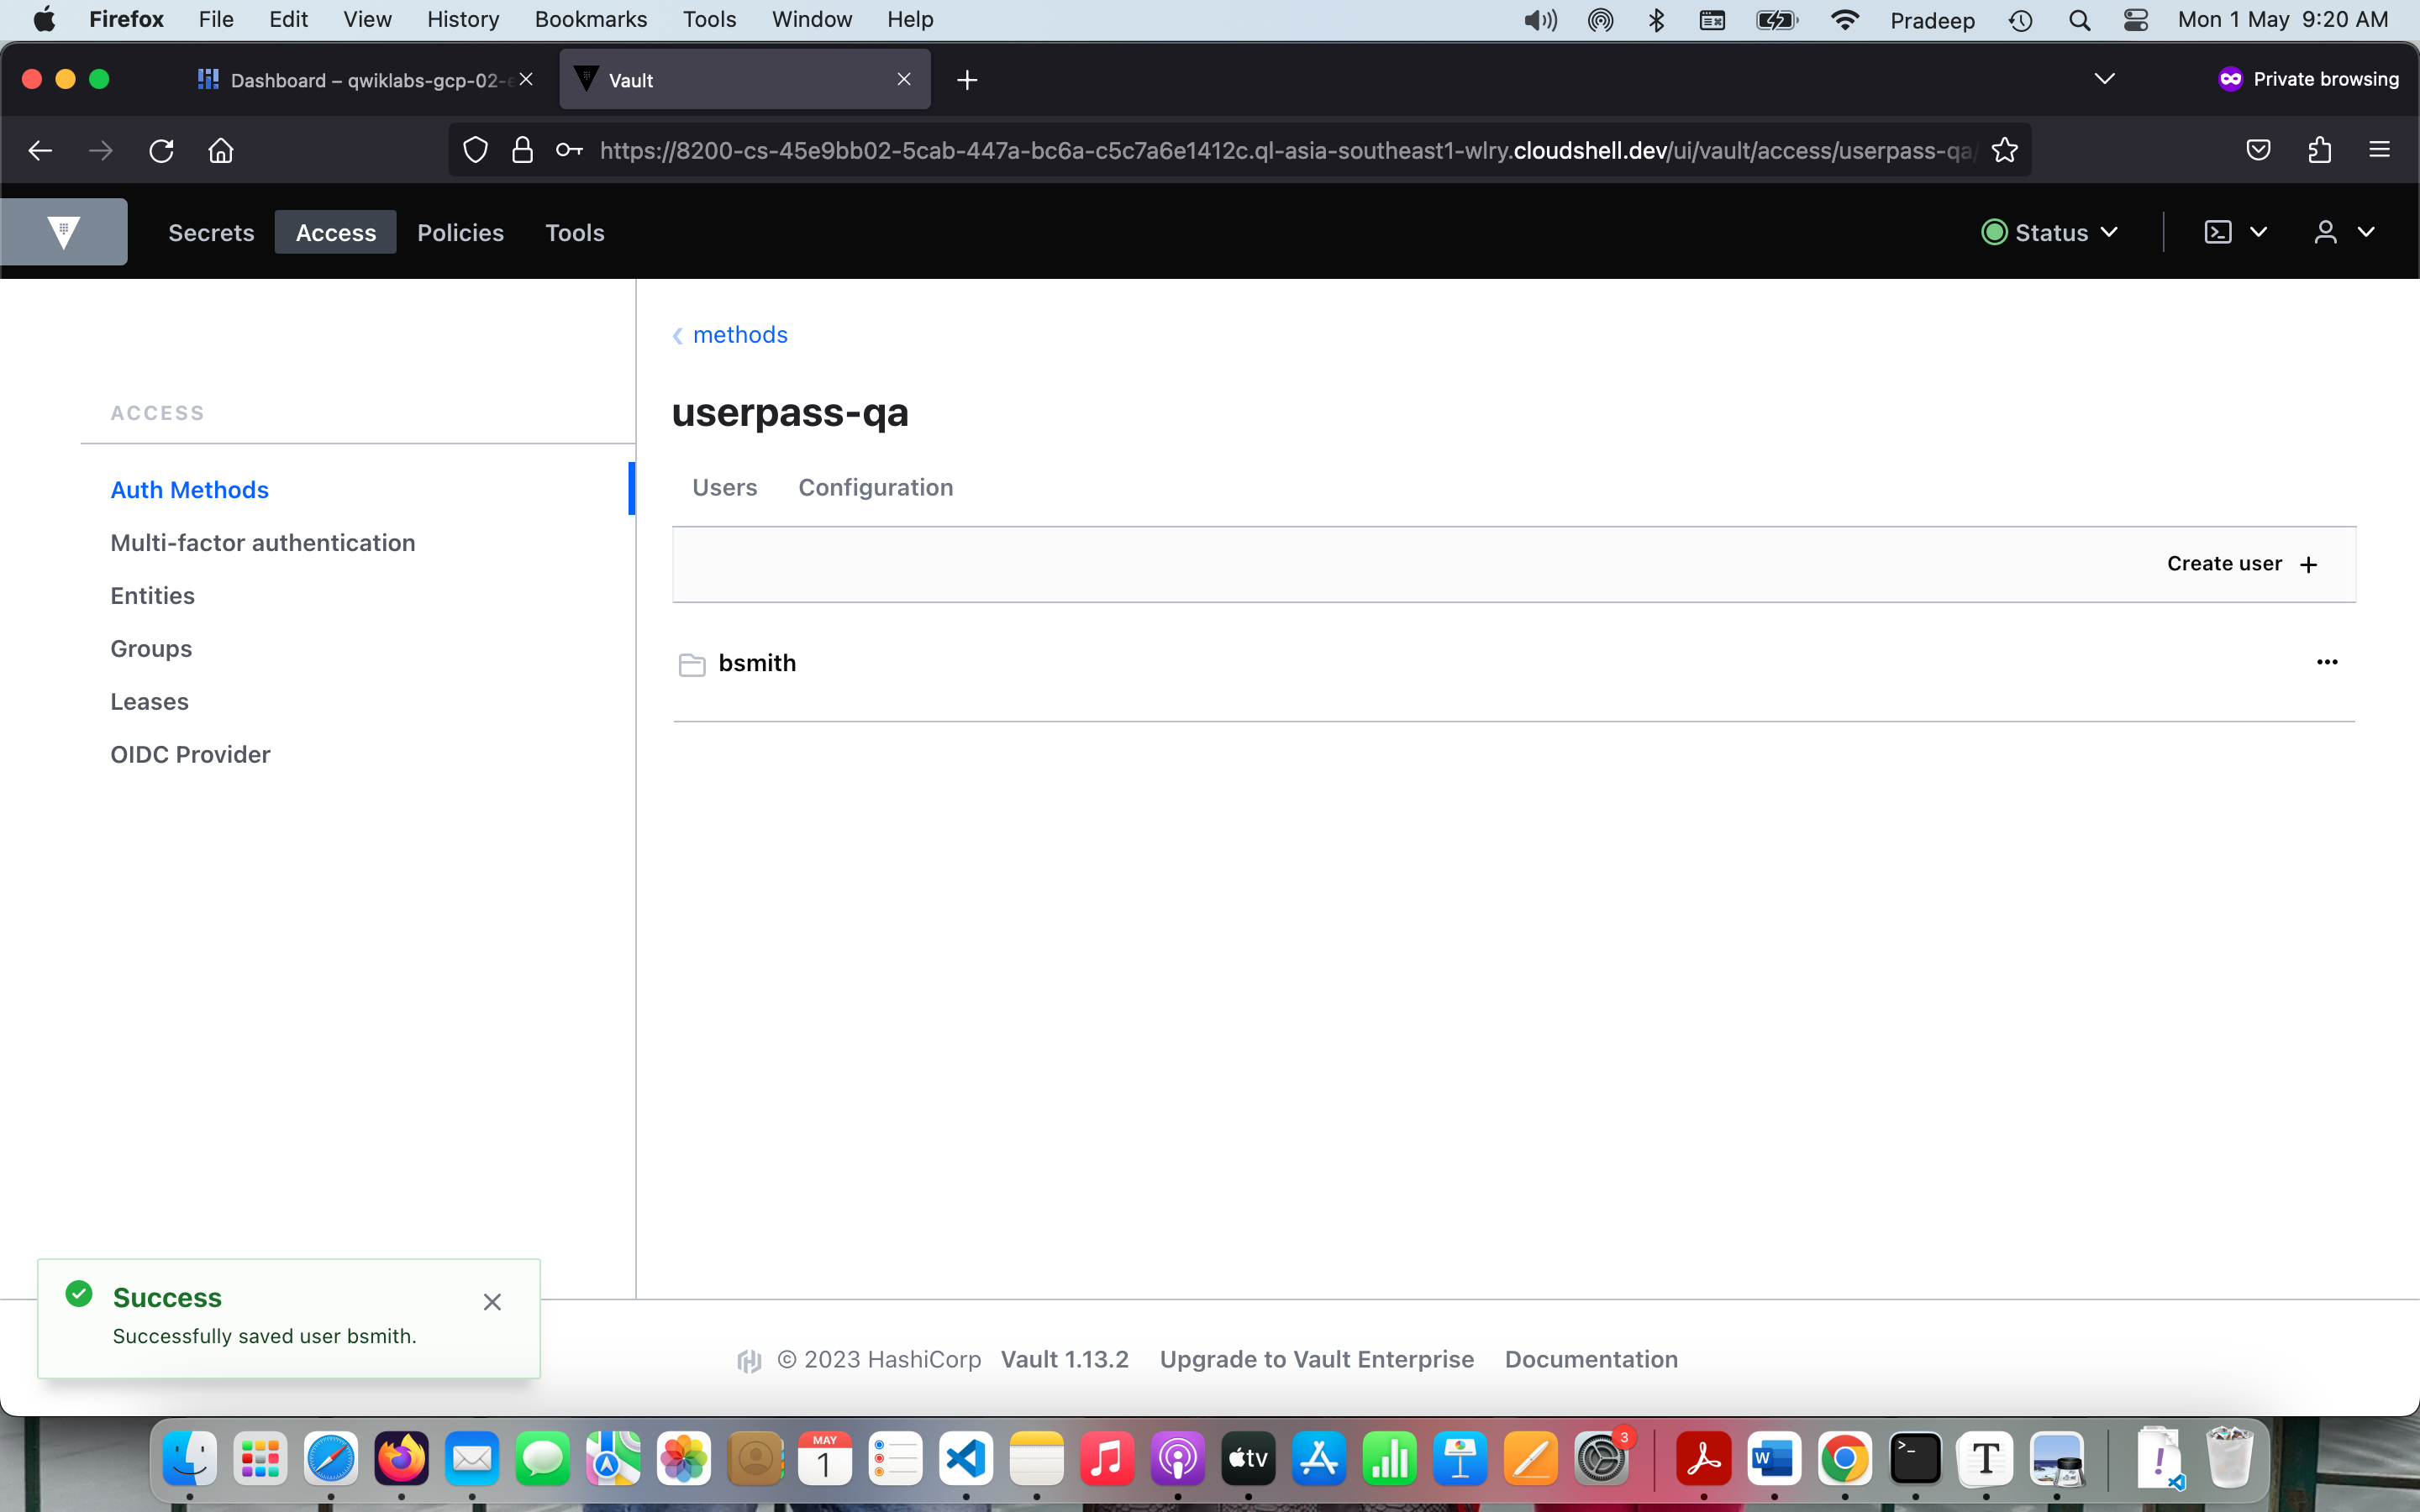 Firefox File Edit View History Bookmarks Tools Window Help Pradeep Mon 1 May 9:20 AM
Dashboard – qwiklabs-gcp-02-e Vault Private browsing
https://8200-cs-45e9bb02-5cab-447a-bc6a-c5c7a6e1412c.ql-asia-southeast1-wlry.cloudshell.dev/ui/vault/access/userpass-qa/
Secrets Access Policies Tools Status
methods
userpass-qa
ACCESS
Users Configuration
Auth Methods
Multi-factor authentication
Create user
Entities
Groups
bsmith
Leases
OIDC Provider
Success
Successfully saved user bsmith.
© 2023 HashiCorp Vault 1.13.2 Upgrade to Vault Enterprise Documentation
MAY
1
tv
3
W
T